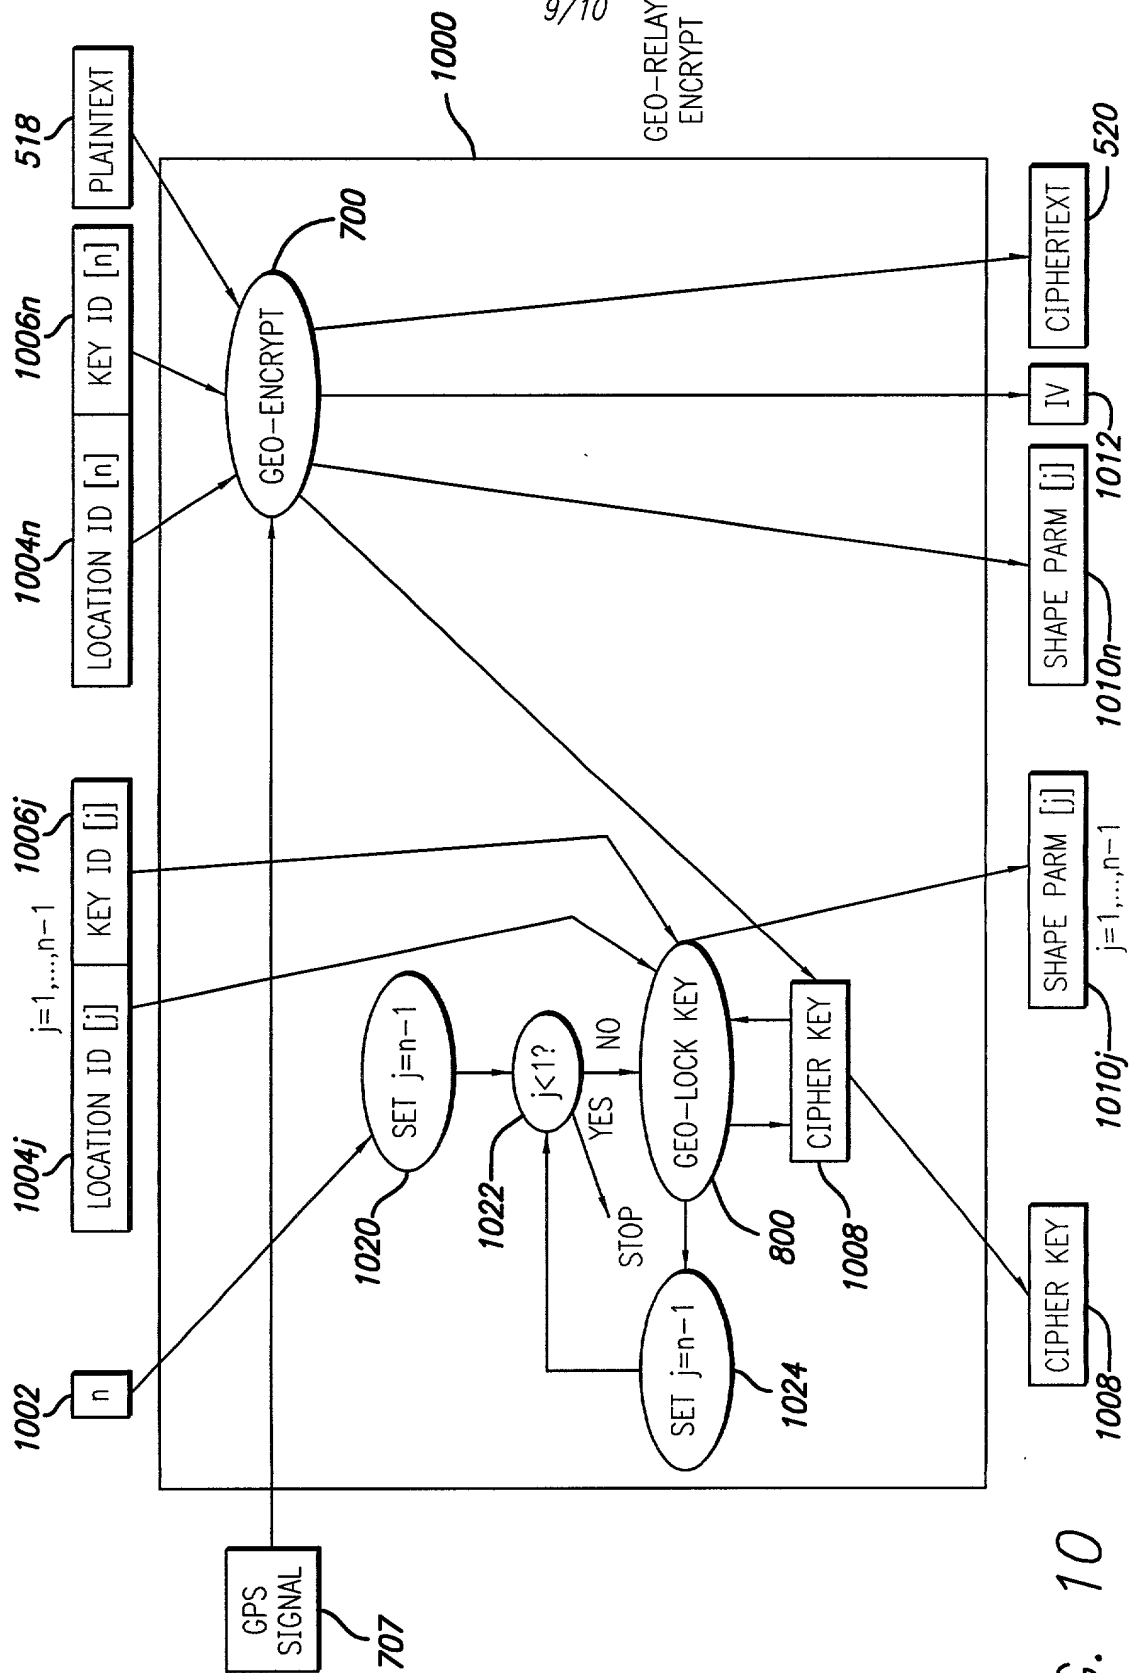 9/10
GEO-RELAY
ENCRYPT
1000
518
PLAINTEXT
1006n
KEY ID [n]
1004n
LOCATION ID [n]
700
GEO-ENCRYPT
1006j
KEY ID [j]
j=1,...,n-1
1004j
LOCATION ID [j]
1002
n
GPS
SIGNAL
707
SET j=n-1
1020
j<1?
1022
NO
YES
STOP
GEO-LOCK KEY
800
CIPHER KEY
1008
SET j=n-1
1024
CIPHERTEXT
520
IV
1012
SHAPE PARM [j]
1010n
SHAPE PARM [j]
j=1,...,n-1
1010j
CIPHER KEY
1008
G. 10